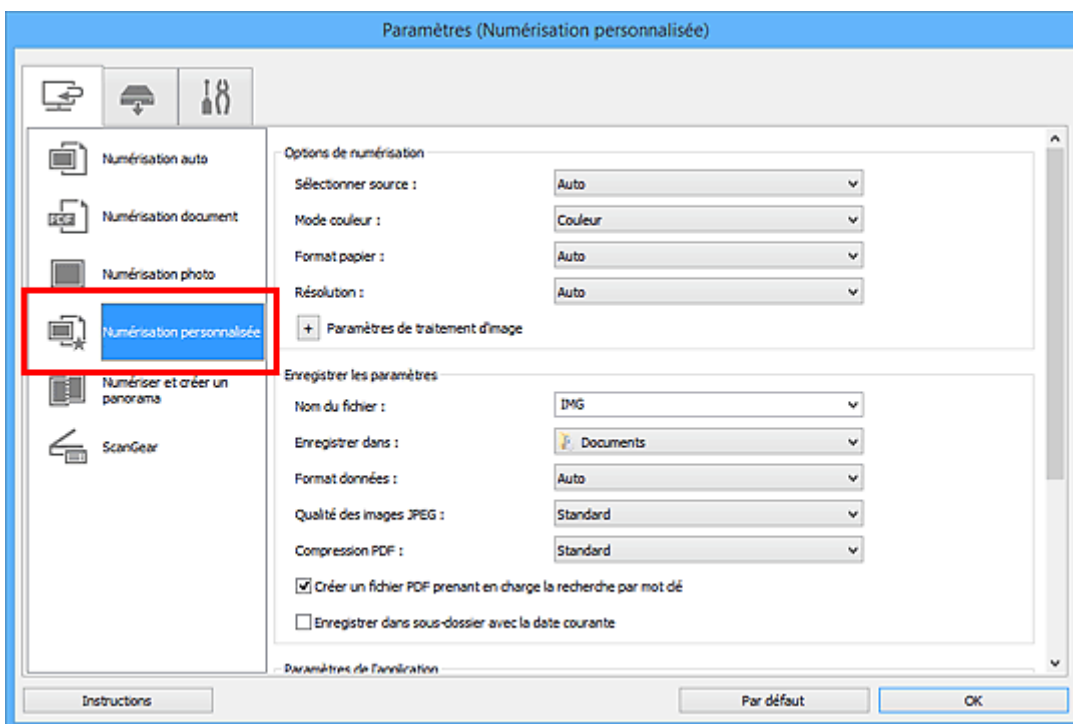 Paramètres (Numérisation personnalisée)
Numérisation auto
PDF
Numérisation document
Numérisation photo
Numérisation personnalisée
Numériser et créer un
panorama
ScanGear
Options de numérisation
Sélectionner source :
Auto
Mode couleur :
Couleur
Format papier :
Auto
Résolution :
Auto
+ Paramètres de traitement d'image
Enregistrer les paramètres
Nom du fichier :
IMG
Enregistrer dans :
Documents
Format données :
Auto
Qualité des images JPEG :
Standard
Compression PDF :
Standard
Créer un fichier PDF prenant en charge la recherche par mot clé
Enregistrer dans sous-dossier avec la date courante
Paramètres de l'application
Instructions
Par défaut
OK